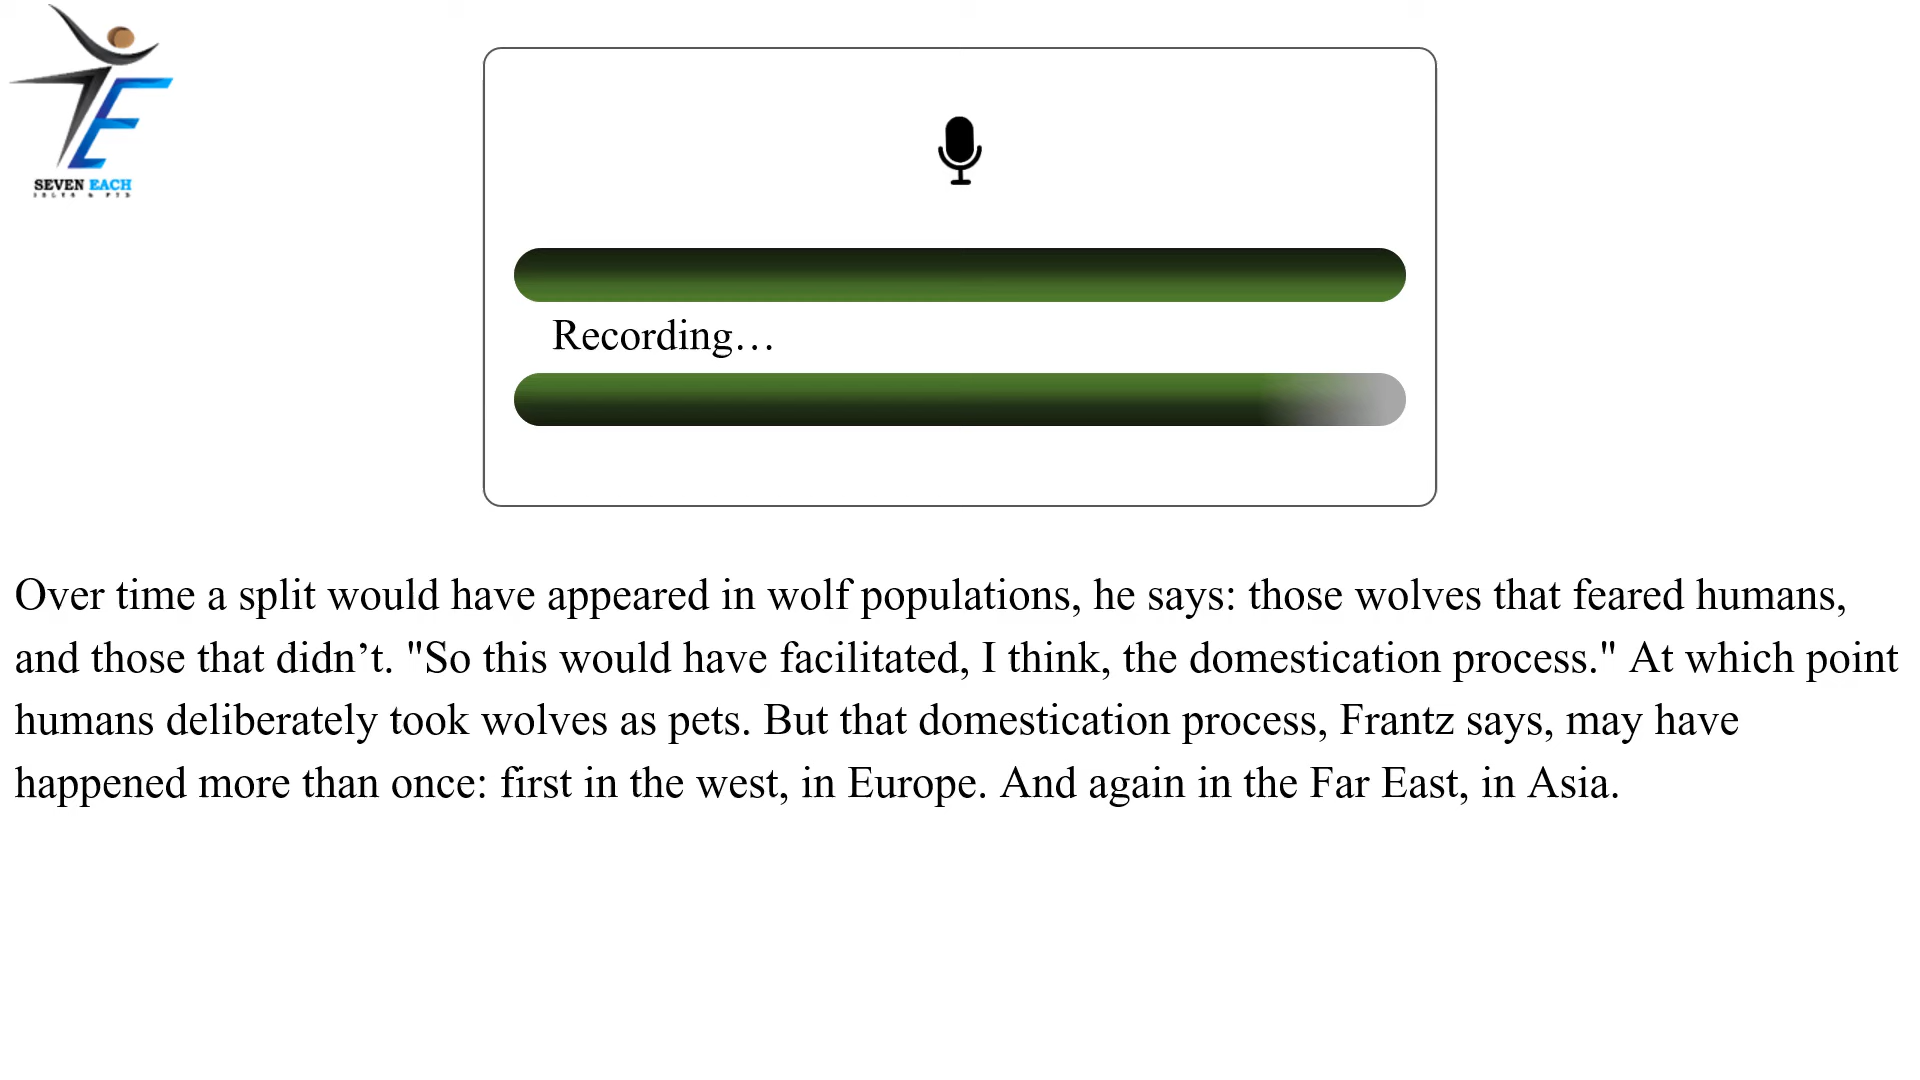 SEVEN EACH
IELTS & PTE
Recording…
Over time a split would have appeared in wolf populations, he says: those wolves that feared humans,
and those that didn’t. "So this would have facilitated, I think, the domestication process." At which point
humans deliberately took wolves as pets. But that domestication process, Frantz says, may have
happened more than once: first in the west, in Europe. And again in the Far East, in Asia.